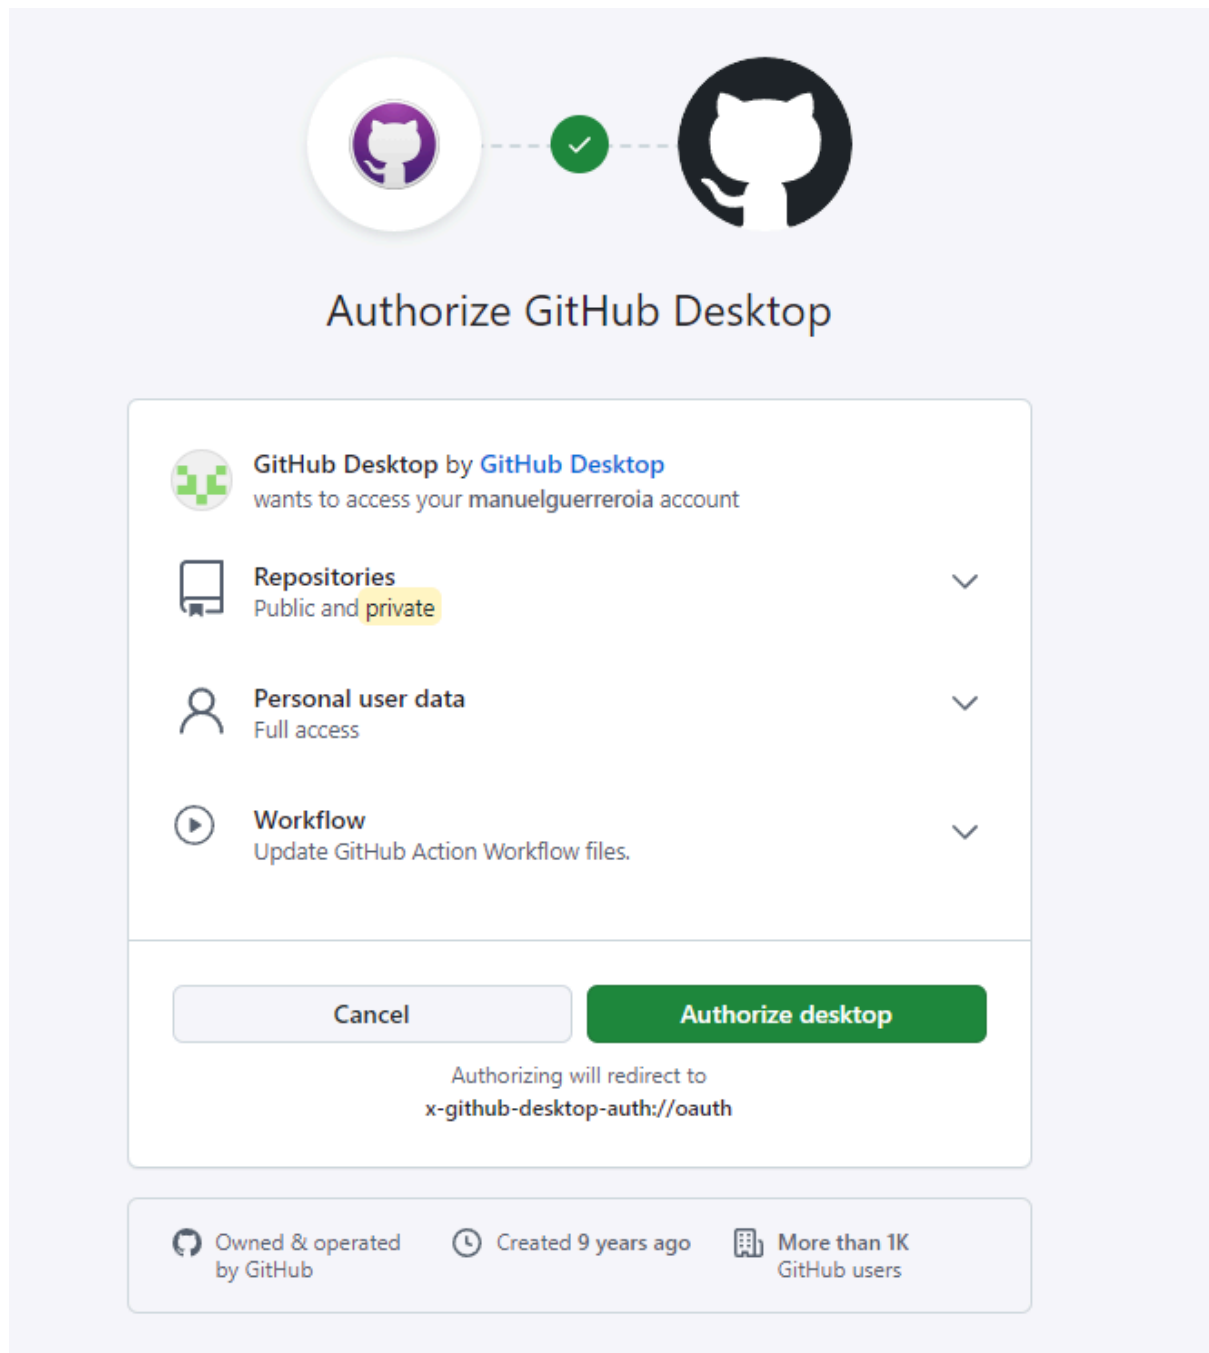 Authorize GitHub Desktop
GitHub Desktop by GitHub Desktop
wants to access your manuelguerreroia account
Repositories
Public and private
Personal user data
Full access
Workflow
Update GitHub Action Workflow files.
Cancel
Authorize desktop
Authorizing will redirect to
x-github-desktop-auth://oauth
Owned & operated
by GitHub
Created 9 years ago
More than 1K
GitHub users